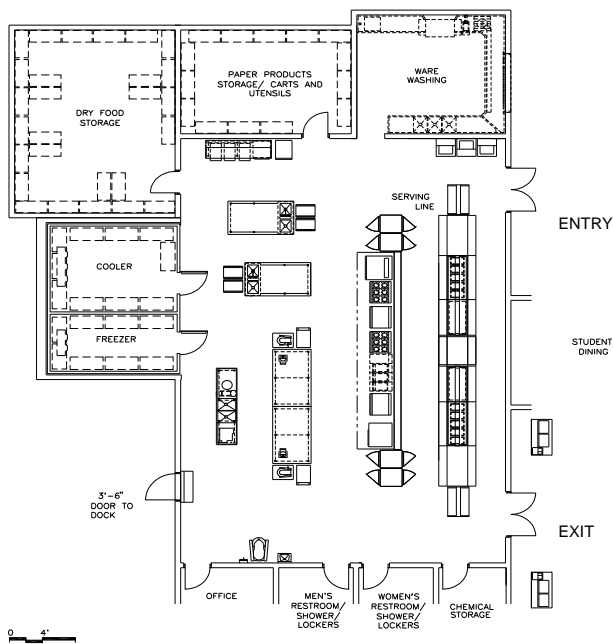 PAPER PRODUCTS
STORAGE/ CARTS AND
UTENSILS
WARE
WASHING
DRY FOOD
STORAGE
SERVING
LINE
ENTRY
COOLER
FREEZER
STUDENT
DINING
3'-6"
DOOR TO
DOCK
EXIT
OFFICE
MEN'S
RESTROOM/
SHOWER/
LOCKERS
WOMEN'S
RESTROOM/
SHOWER/
LOCKERS
CHEMICAL
STORAGE
0 4'